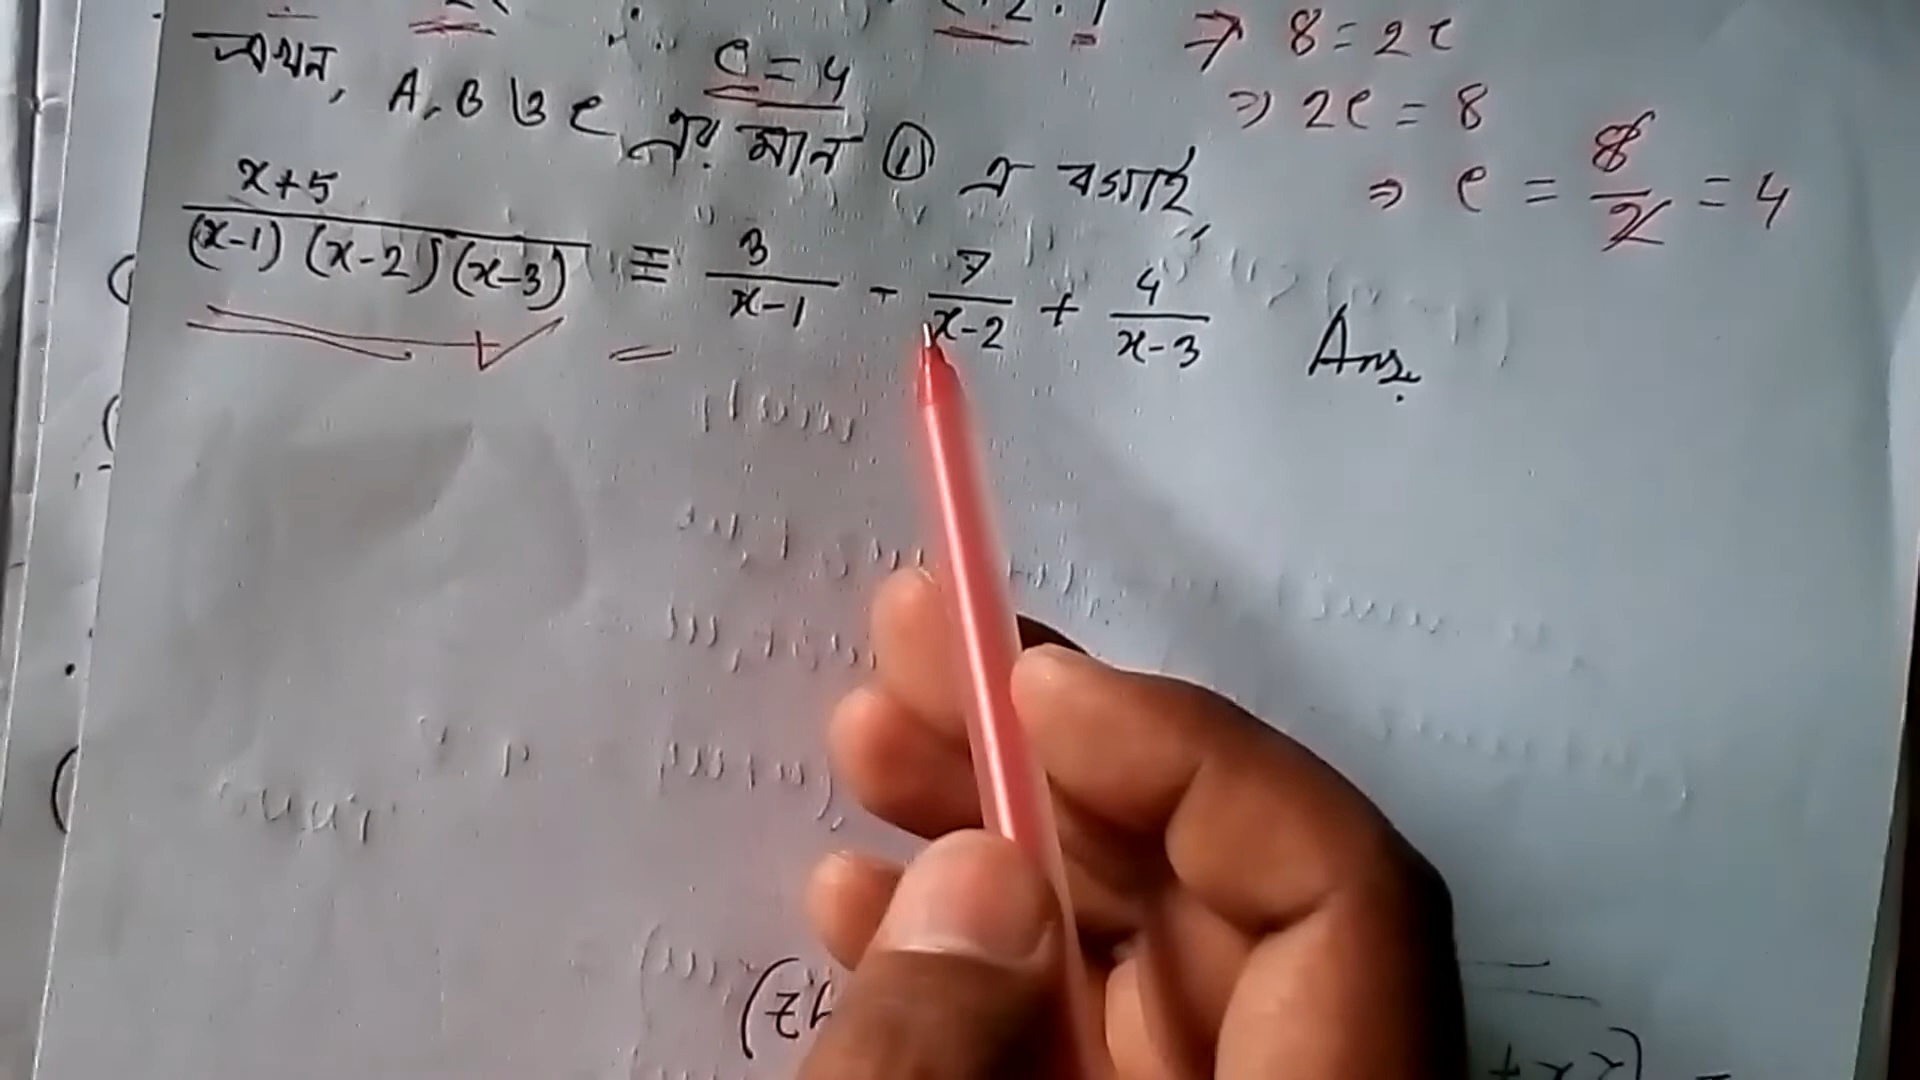 ⇒ 8 = 2c
∴ c = 4
⇒ 2c = 8
এখন, A, B ও c এর মান ① এ বসাই,
⇒ c = 8/2 = 4
x+5/(x-1)(x-2)(x-3) ≡ 3/x-1 - 7/x-2 + 4/x-3 Ans.